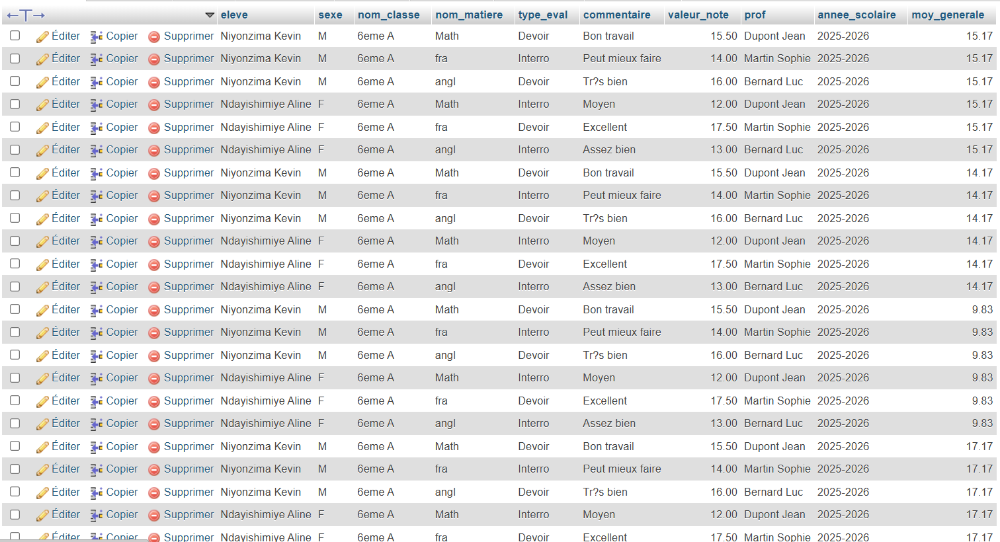 eleve sexe nom_classe nom_matiere type_eval commentaire valeur_note prof annee_scolaire moy_generale
Éditer Copier Supprimer Niyonzima Kevin M 6eme A Math Devoir Bon travail 15.50 Dupont Jean 2025-2026 15.17
Éditer Copier Supprimer Niyonzima Kevin M 6eme A fra Interro Peut mieux faire 14.00 Martin Sophie 2025-2026 15.17
Éditer Copier Supprimer Niyonzima Kevin M 6eme A angl Devoir Tr?s bien 16.00 Bernard Luc 2025-2026 15.17
Éditer Copier Supprimer Ndayishimiye Aline F 6eme A Math Interro Moyen 12.00 Dupont Jean 2025-2026 15.17
Éditer Copier Supprimer Ndayishimiye Aline F 6eme A fra Devoir Excellent 17.50 Martin Sophie 2025-2026 15.17
Éditer Copier Supprimer Ndayishimiye Aline F 6eme A angl Interro Assez bien 13.00 Bernard Luc 2025-2026 15.17
Éditer Copier Supprimer Niyonzima Kevin M 6eme A Math Devoir Bon travail 15.50 Dupont Jean 2025-2026 14.17
Éditer Copier Supprimer Niyonzima Kevin M 6eme A fra Interro Peut mieux faire 14.00 Martin Sophie 2025-2026 14.17
Éditer Copier Supprimer Niyonzima Kevin M 6eme A angl Devoir Tr?s bien 16.00 Bernard Luc 2025-2026 14.17
Éditer Copier Supprimer Ndayishimiye Aline F 6eme A Math Interro Moyen 12.00 Dupont Jean 2025-2026 14.17
Éditer Copier Supprimer Ndayishimiye Aline F 6eme A fra Devoir Excellent 17.50 Martin Sophie 2025-2026 14.17
Éditer Copier Supprimer Ndayishimiye Aline F 6eme A angl Interro Assez bien 13.00 Bernard Luc 2025-2026 14.17
Éditer Copier Supprimer Niyonzima Kevin M 6eme A Math Devoir Bon travail 15.50 Dupont Jean 2025-2026 9.83
Éditer Copier Supprimer Niyonzima Kevin M 6eme A fra Interro Peut mieux faire 14.00 Martin Sophie 2025-2026 9.83
Éditer Copier Supprimer Niyonzima Kevin M 6eme A angl Devoir Tr?s bien 16.00 Bernard Luc 2025-2026 9.83
Éditer Copier Supprimer Ndayishimiye Aline F 6eme A Math Interro Moyen 12.00 Dupont Jean 2025-2026 9.83
Éditer Copier Supprimer Ndayishimiye Aline F 6eme A fra Devoir Excellent 17.50 Martin Sophie 2025-2026 9.83
Éditer Copier Supprimer Ndayishimiye Aline F 6eme A angl Interro Assez bien 13.00 Bernard Luc 2025-2026 9.83
Éditer Copier Supprimer Niyonzima Kevin M 6eme A Math Devoir Bon travail 15.50 Dupont Jean 2025-2026 17.17
Éditer Copier Supprimer Niyonzima Kevin M 6eme A fra Interro Peut mieux faire 14.00 Martin Sophie 2025-2026 17.17
Éditer Copier Supprimer Niyonzima Kevin M 6eme A angl Devoir Tr?s bien 16.00 Bernard Luc 2025-2026 17.17
Éditer Copier Supprimer Ndayishimiye Aline F 6eme A Math Interro Moyen 12.00 Dupont Jean 2025-2026 17.17
Éditer Copier Supprimer Ndayishimiye Aline F 6eme A fra Devoir Excellent 17.50 Martin Sophie 2025-2026 17.17